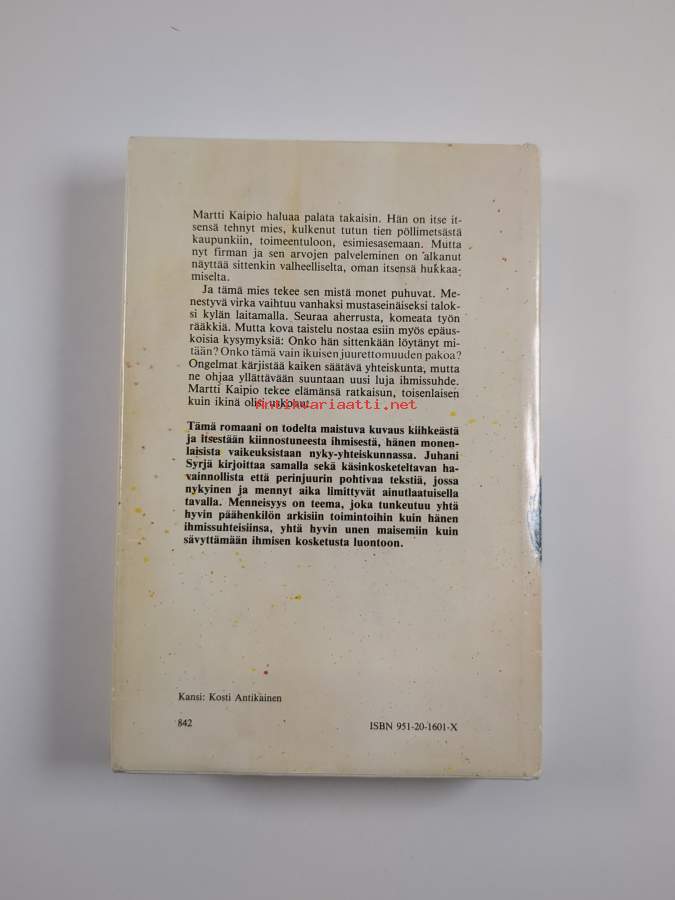 Martti Kaipio haluaa palata takaisin. Hän on itse it-
sensä tehnyt mies, kulkenut tutun tien pöllimetsästä
kaupunkiin, toimeentuloon, esimiesasemaan. Mutta
nyt firman ja sen arvojen palveleminen on alkanut
näyttää sittenkin valheelliselta, oman itsensä hukkaa-
miselta.
Ja tämä mies tekee sen mistä monet puhuvat. Me-
nestyvä virka vaihtuu vanhaksi mustaseinäiseksi talok-
si kylän laitamalla. Seuraa aherrusta, komeata työn
rääkkiä. Mutta kova taistelu nostaa esiin myös epäus-
koisia kysymyksiä: Onko hän sittenkään löytänyt mi-
tään? Onko tämä vain ikuisen juurettomuuden pakoa?
Ongelmat kärjistää kaiken säätävä yhteiskunta, mutta
ne ohjaa yllättävään suuntaan uusi luja ihmissuhde.
Martti Kaipio tekee elämänsä ratkaisun, toisenlaisen
kuin ikinä olisi uskonut.
Antikvariaatti.net
Tämä romaani on todelta maistuva kuvaus kiihkeästä
ja itsestään kiinnostuneesta ihmisestä, hänen monen-
laisista vaikeuksistaan nyky-yhteiskunnassa. Juhani
Syrjä kirjoittaa samalla sekä käsinkosketeltavan ha-
vainnollista että perinjuurin pohtivaa tekstiä, jossa
nykyinen ja mennyt aika limittyvät ainutlaatuisella
tavalla. Menneisyys on teema, joka tunkeutuu yhtä
hyvin päähenkilön arkisiin toimintoihin kuin hänen
ihmissuhteisiinsa, yhtä hyvin unen maisemiin kuin
sävyttämään ihmisen kosketusta luontoon.
Kansi: Kosti Antikainen
842 ISBN 951-20-1601-X